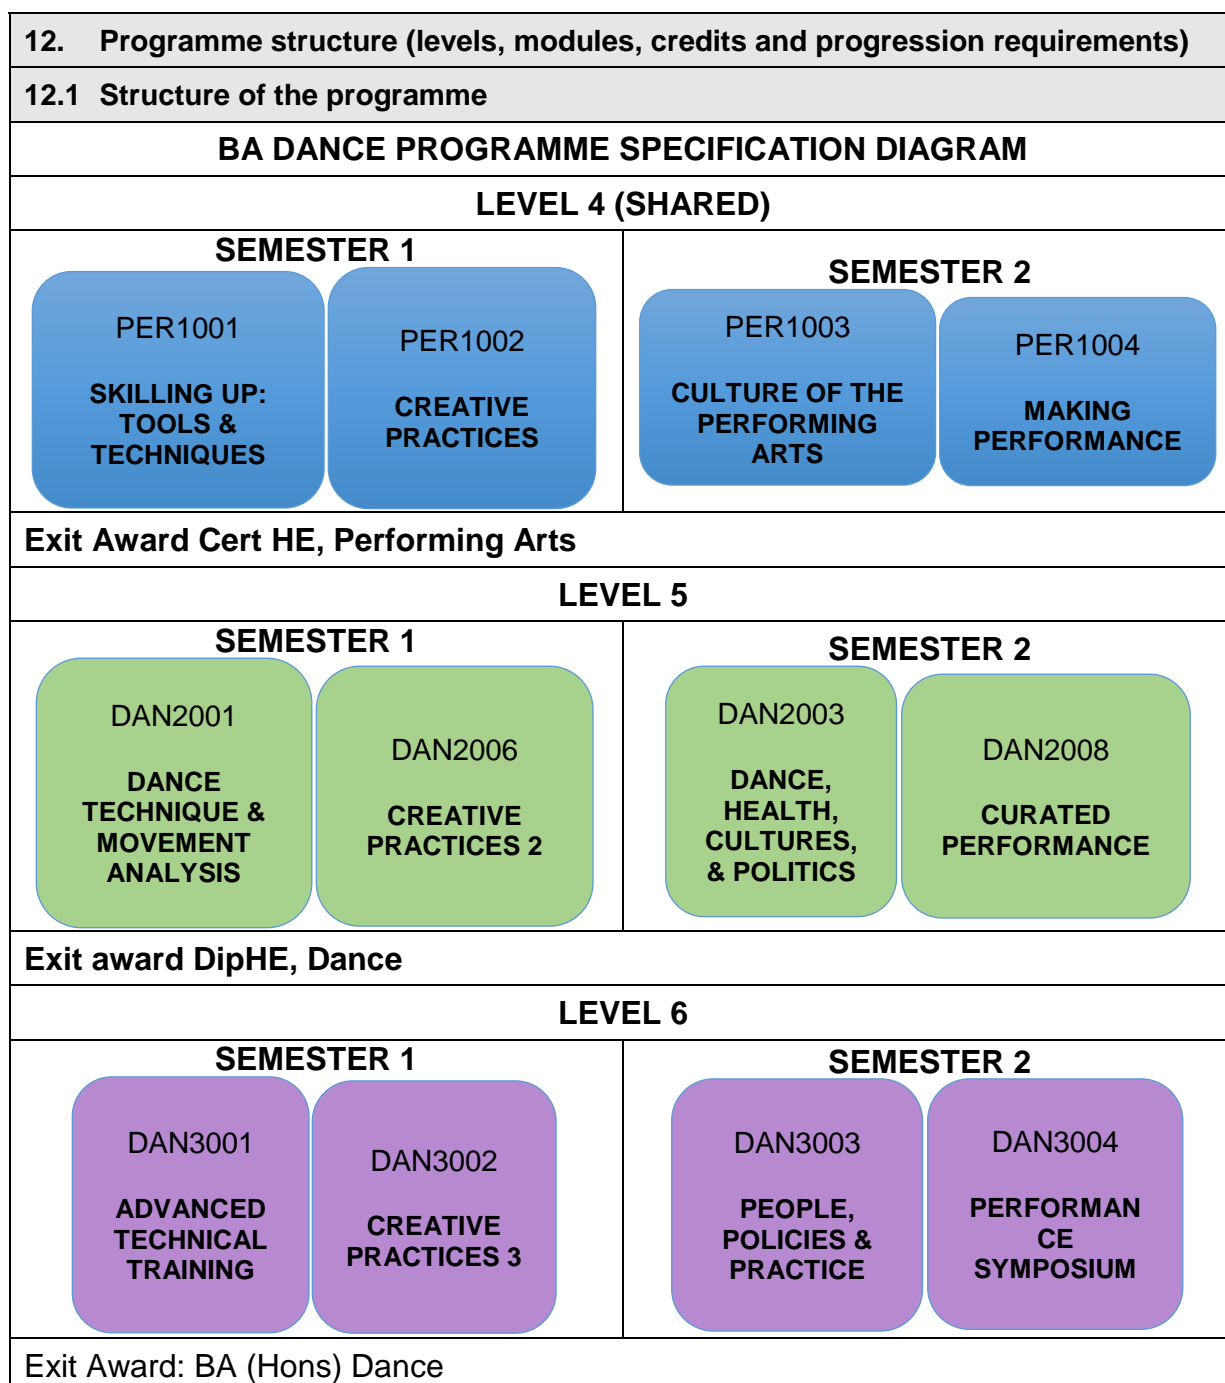 12. Programme structure (levels, modules, credits and progression requirements)
12.1 Structure of the programme
BA DANCE PROGRAMME SPECIFICATION DIAGRAM
LEVEL 4 (SHARED)
SEMESTER 1
PER1001
SKILLING UP:
TOOLS &
TECHNIQUES
PER1002
CREATIVE
PRACTICES
SEMESTER 2
PER1003
CULTURE OF THE
PERFORMING
ARTS
PER1004
MAKING
PERFORMANCE
Exit Award Cert HE, Performing Arts
LEVEL 5
SEMESTER 1
DAN2001
DANCE
TECHNIQUE &
MOVEMENT
ANALYSIS
DAN2006
CREATIVE
PRACTICES 2
SEMESTER 2
DAN2003
DANCE,
HEALTH,
CULTURES,
& POLITICS
DAN2008
CURATED
PERFORMANCE
Exit award DipHE, Dance
LEVEL 6
SEMESTER 1
DAN3001
ADVANCED
TECHNICAL
TRAINING
DAN3002
CREATIVE
PRACTICES 3
SEMESTER 2
DAN3003
PEOPLE,
POLICIES &
PRACTICE
DAN3004
PERFORMAN
CE
SYMPOSIUM
Exit Award: BA (Hons) Dance